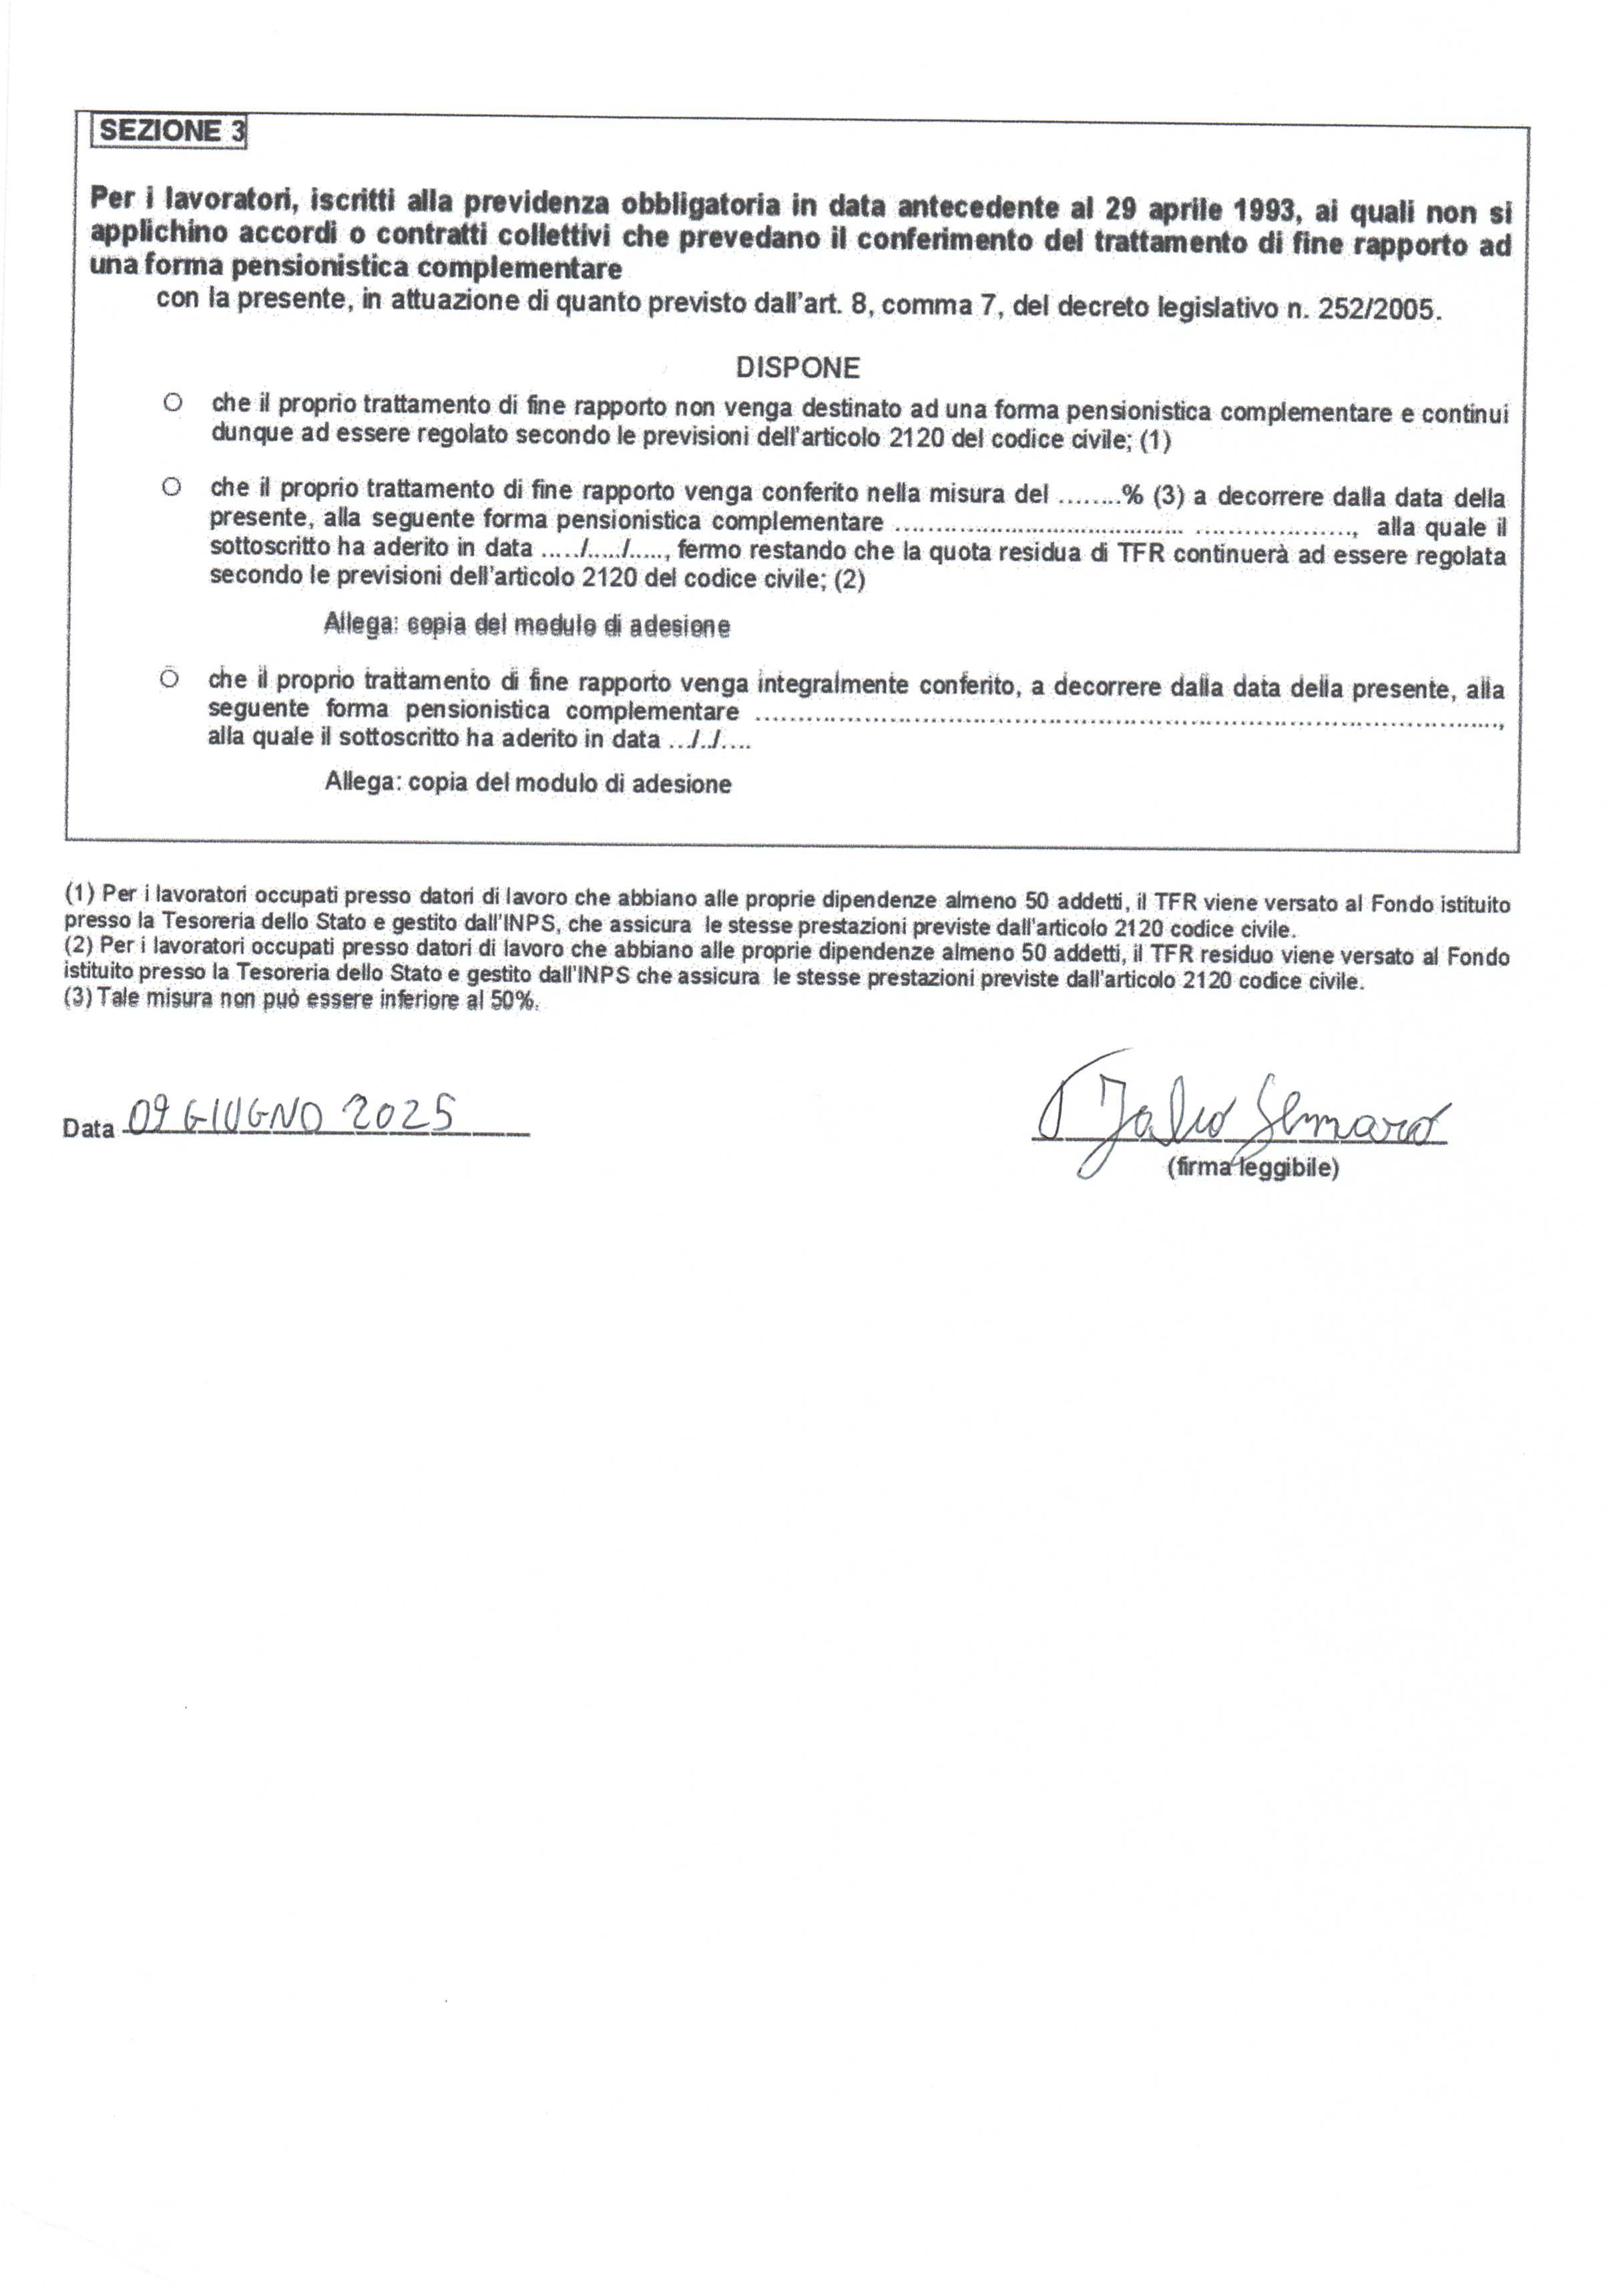 SEZIONE 3
Per i lavoratori, iscritti alla previdenza obbligatoria in data antecedente al 29 aprile 1993, ai quali non si
applichino accordi o contratti collettivi che prevedano il conferimento del trattamento di fine rapporto ad
una forma pensionistica complementare
con la presente, in attuazione di quanto previsto dall'art. 8, comma 7, del decreto legislativo n. 252/2005.
DISPONE
○ che il proprio trattamento di fine rapporto non venga destinato ad una forma pensionistica complementare e continui
dunque ad essere regolato secondo le previsioni dell'articolo 2120 del codice civile; (1)
○ che il proprio trattamento di fine rapporto venga conferito nella misura del ........% (3) a decorrere dalla data della
presente, alla seguente forma pensionistica complementare .................................... ...................., alla quale il
sottoscritto ha aderito in data ...../...../....., fermo restando che la quota residua di TFR continuerà ad essere regolata
secondo le previsioni dell'articolo 2120 del codice civile; (2)
Allega: copia del modulo di adesione
○ che il proprio trattamento di fine rapporto venga integralmente conferito, a decorrere dalla data della presente, alla
seguente forma pensionistica complementare ..............................................................................................,
alla quale il sottoscritto ha aderito in data .../../....
Allega: copia del modulo di adesione
(1) Per i lavoratori occupati presso datori di lavoro che abbiano alle proprie dipendenze almeno 50 addetti, il TFR viene versato al Fondo istituito
presso la Tesoreria dello Stato e gestito dall'INPS, che assicura le stesse prestazioni previste dall'articolo 2120 codice civile.
(2) Per i lavoratori occupati presso datori di lavoro che abbiano alle proprie dipendenze almeno 50 addetti, il TFR residuo viene versato al Fondo
istituito presso la Tesoreria dello Stato e gestito dall'INPS che assicura le stesse prestazioni previste dall'articolo 2120 codice civile.
(3) Tale misura non può essere inferiore al 50%.
Data 09 GIUGNO 2025
(firma leggibile)